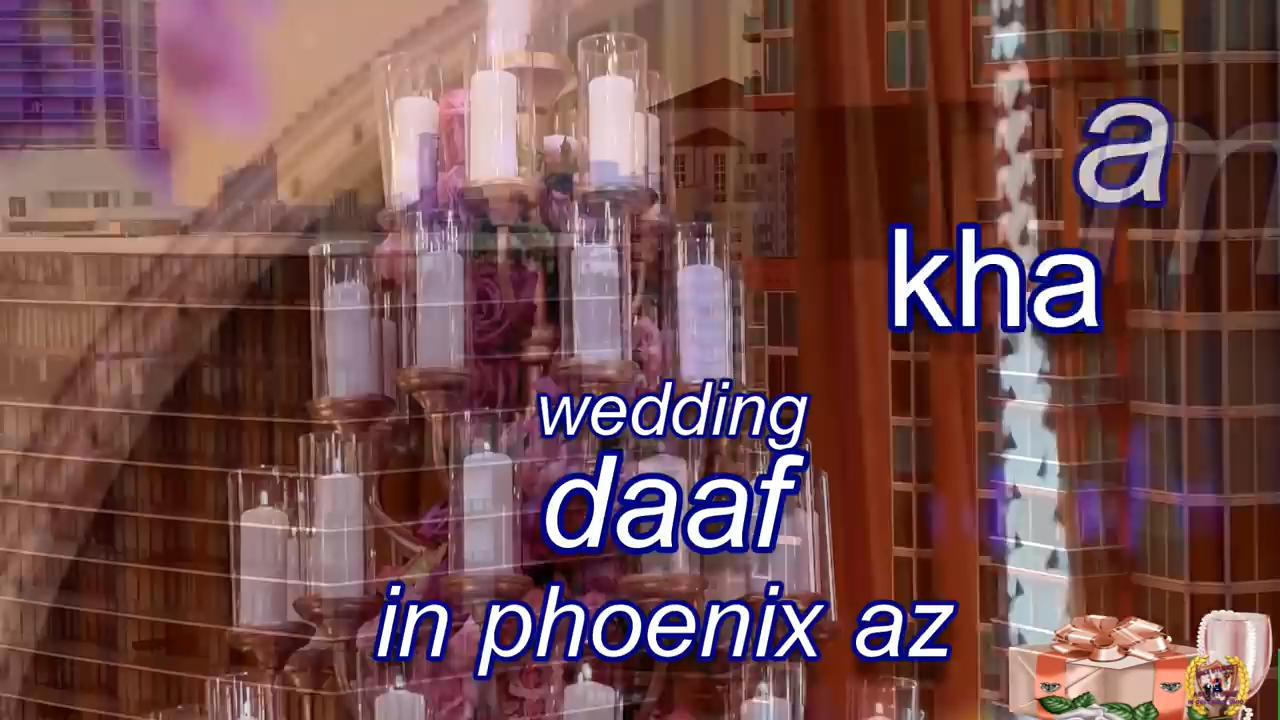 a
kha
wedding
daaf
in phoenix az